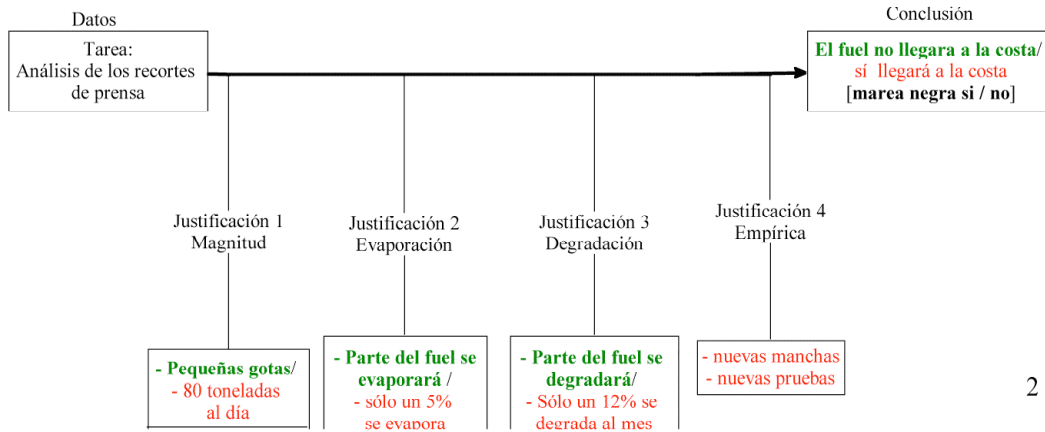 Datos
Tarea:
Análisis de los recortes
de prensa
Conclusión
El fuel no llegara a la costa/
sí llegará a la costa
[marea negra si / no]
Justificación 1
Magnitud
Justificación 2
Evaporación
Justificación 3
Degradación
Justificación 4
Empírica
- Pequeñas gotas/
- 80 toneladas
al día
- Parte del fuel se
evaporará /
- sólo un 5%
se evapora
- Parte del fuel se
degradará/
- Sólo un 12% se
degrada al mes
- nuevas manchas
- nuevas pruebas
2